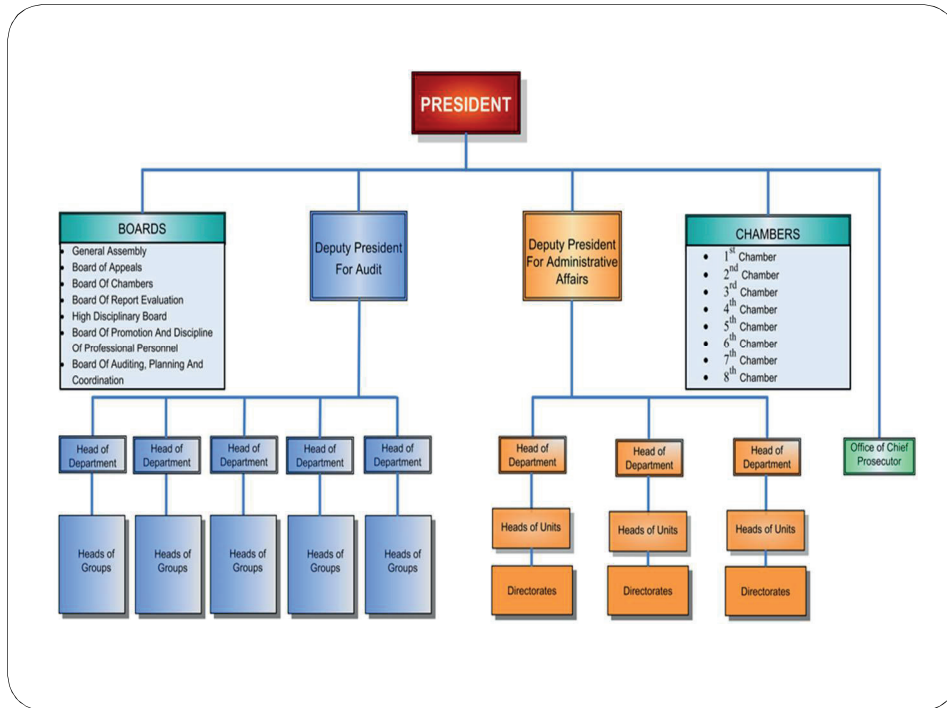 PRESIDENT
BOARDS
General Assembly
Board of Appeals
Board Of Chambers
Board Of Report Evaluation
High Disciplinary Board
Board Of Promotion And Discipline
Of Professional Personnel
Board Of Auditing, Planning And
Coordination
Deputy President
For Audit
Deputy President
For Administrative
Affairs
CHAMBERS
1st Chamber
2nd Chamber
3rd Chamber
4th Chamber
5th Chamber
6th Chamber
7th Chamber
8th Chamber
Head of
Department
Head of
Department
Head of
Department
Head of
Department
Head of
Department
Head of
Department
Head of
Department
Head of
Department
Office of Chief
Prosecutor
Heads of
Groups
Heads of
Groups
Heads of
Groups
Heads of
Groups
Heads of
Groups
Heads of Units
Heads of Units
Heads of Units
Directorates
Directorates
Directorates